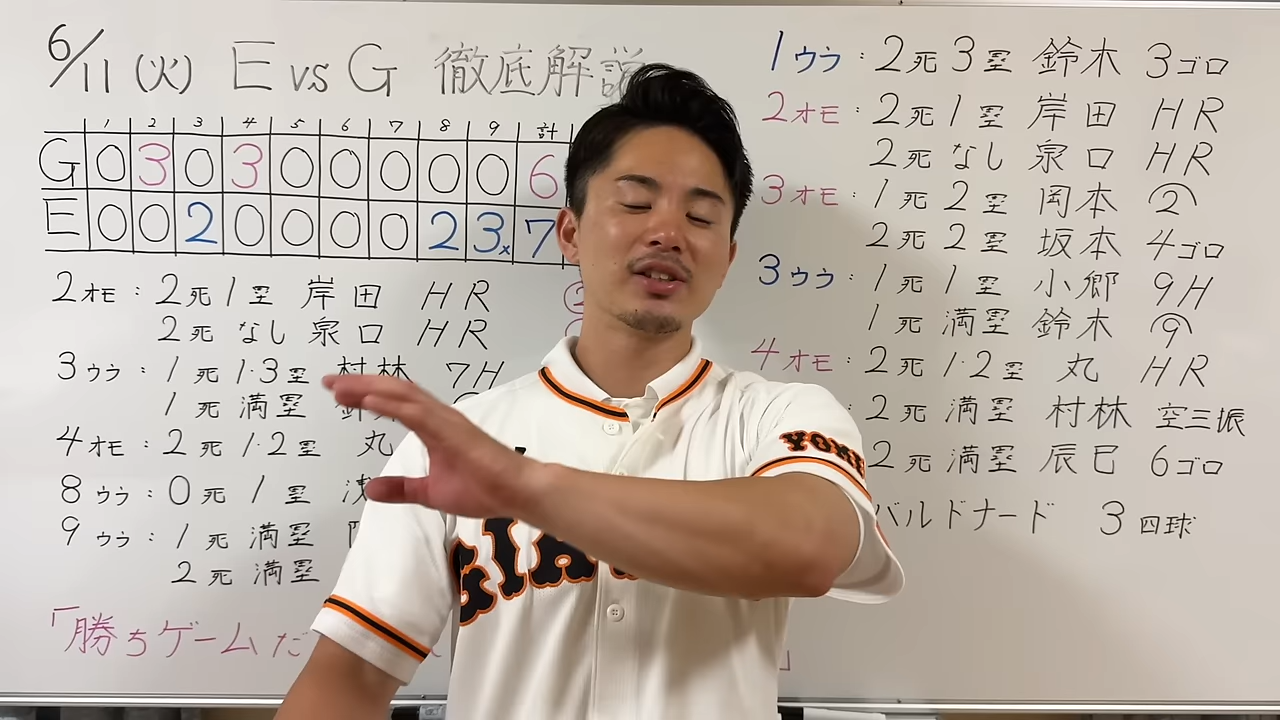 6/11(火) E vs G 徹底解説
1 2 3 4 5 6 7 8 9 計
G 0 3 0 3 0 0 0 0 0 6
E 0 0 2 0 0 0 0 2 3x 7
2オモ:2死1塁 岸田 HR
2死なし 泉口 HR
3ウラ:1死1・3塁 村林 7H
1死満塁
4オモ:2死1・2塁 丸
8ウラ:0死1塁 浅
9ウラ:1死満塁
2死満塁
「勝ちゲームだ
」
1ウラ:2死3塁 鈴木 3ゴロ
2オモ:2死1塁 岸田 HR
2死なし 泉口 HR
3オモ:1死2塁 岡本 ②
2死2塁 坂本 4ゴロ
3ウラ:1死1塁 小郷 9H
1死満塁 鈴木 ⑨
4オモ:2死1・2塁 丸 HR
:2死満塁 村林 空三振
2死満塁 辰巳 6ゴロ
バルドナード 3四球
YOMI
GIA